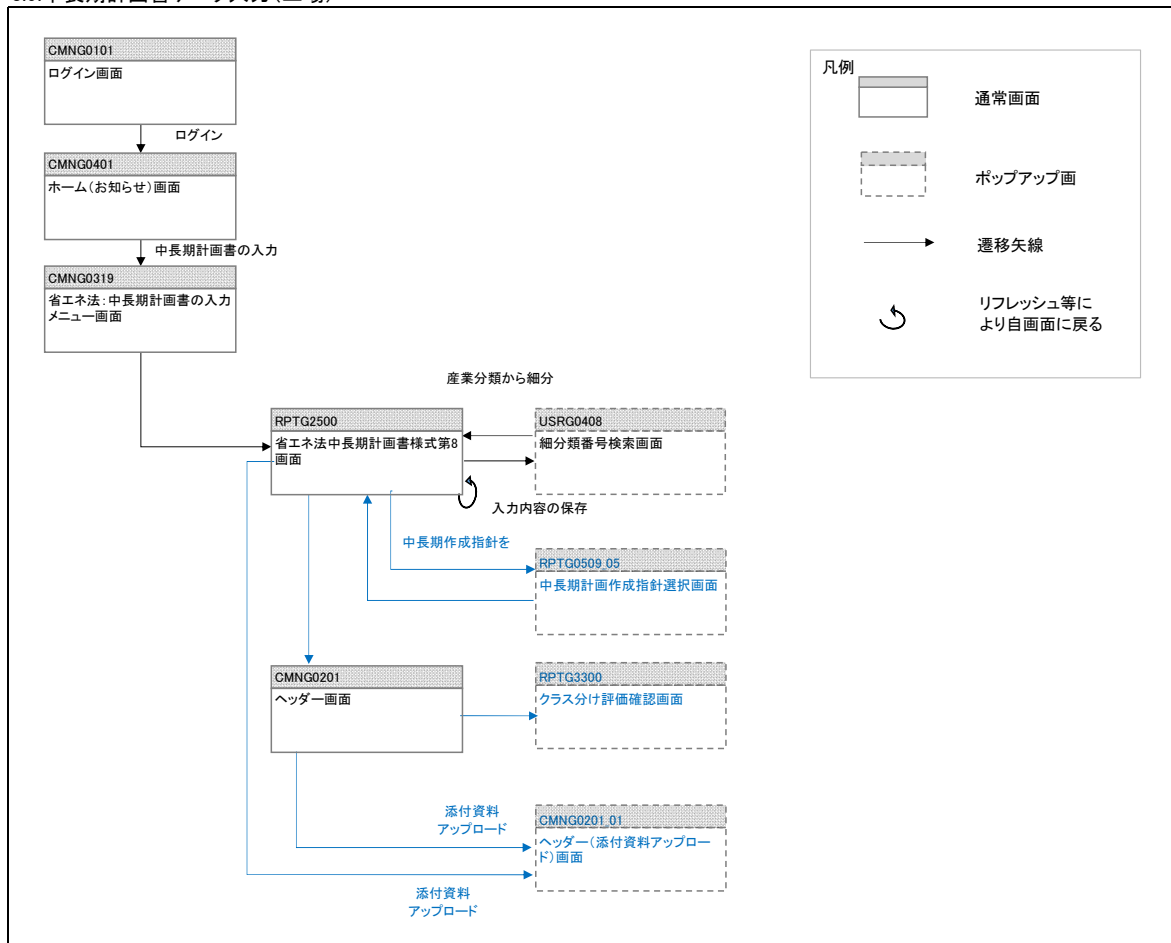 CMNG0101
ログイン画面
ログイン
CMNG0401
ホーム(お知らせ)画面
中長期計画書の入力
CMNG0319
省エネ法:中長期計画書の入力
メニュー画面
凡例
通常画面
ポップアップ画
遷移矢線
リフレッシュ等に
より自画面に戻る
産業分類から細分
RPTG2500
省エネ法中長期計画書様式第8
画面
USRG0408
細分類番号検索画面
入力内容の保存
中長期作成指針を
RPTG0509_05
中長期計画作成指針選択画面
CMNG0201
ヘッダー画面
RPTG3300
クラス分け評価確認画面
添付資料
アップロード
CMNG0201_01
ヘッダー(添付資料アップロー
ド)画面
添付資料
アップロード